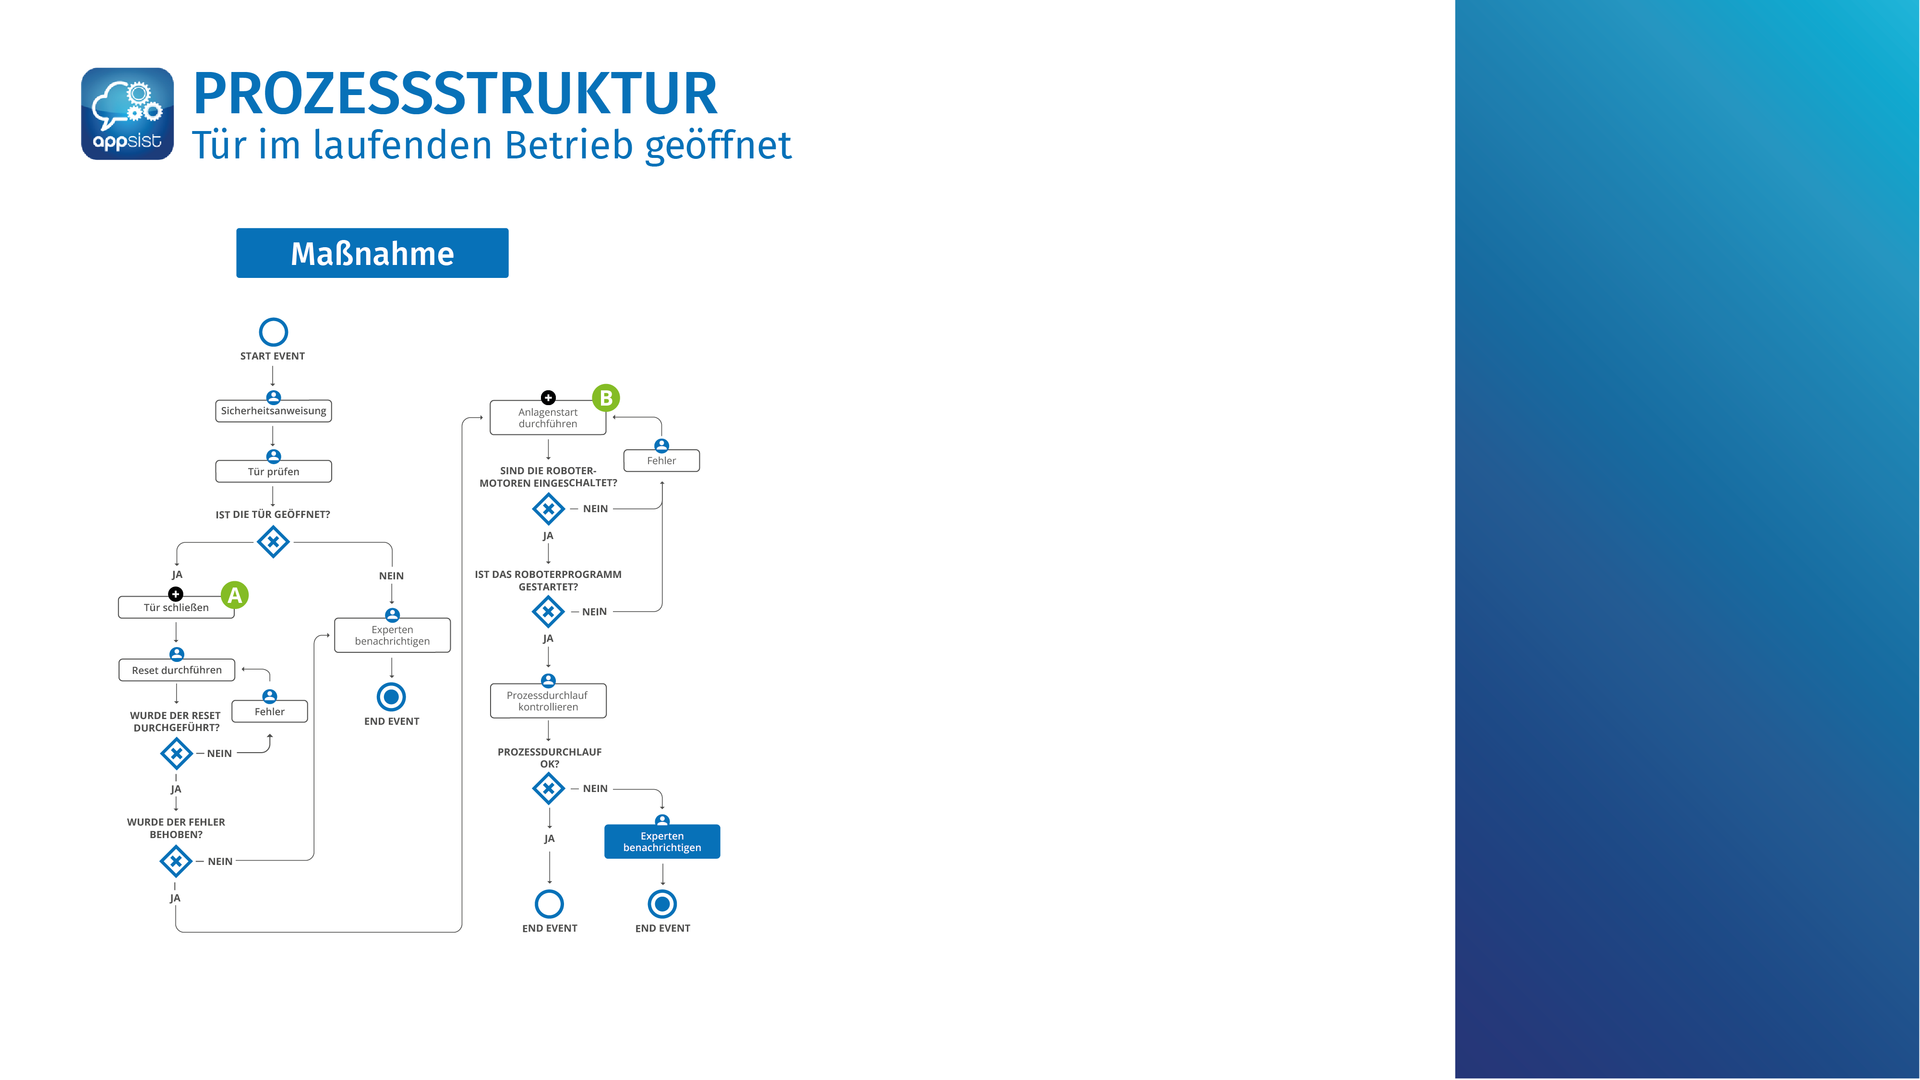 appsist
PROZESSSTRUKTUR
Tür im laufenden Betrieb geöffnet
Maßnahme
START EVENT
Sicherheitsanweisung
Tür prüfen
IST DIE TÜR GEÖFFNET?
JA
NEIN
Tür schließen
A
Experten
benachrichtigen
END EVENT
Reset durchführen
Fehler
WURDE DER RESET
DURCHGEFÜHRT?
NEIN
JA
WURDE DER FEHLER
BEHOBEN?
NEIN
JA
Anlagenstart
durchführen
B
Fehler
SIND DIE ROBOTER-
MOTOREN EINGESCHALTET?
NEIN
JA
IST DAS ROBOTERPROGRAMM
GESTARTET?
NEIN
JA
Prozessdurchlauf
kontrollieren
PROZESSDURCHLAUF
OK?
NEIN
JA
Experten
benachrichtigen
END EVENT
END EVENT